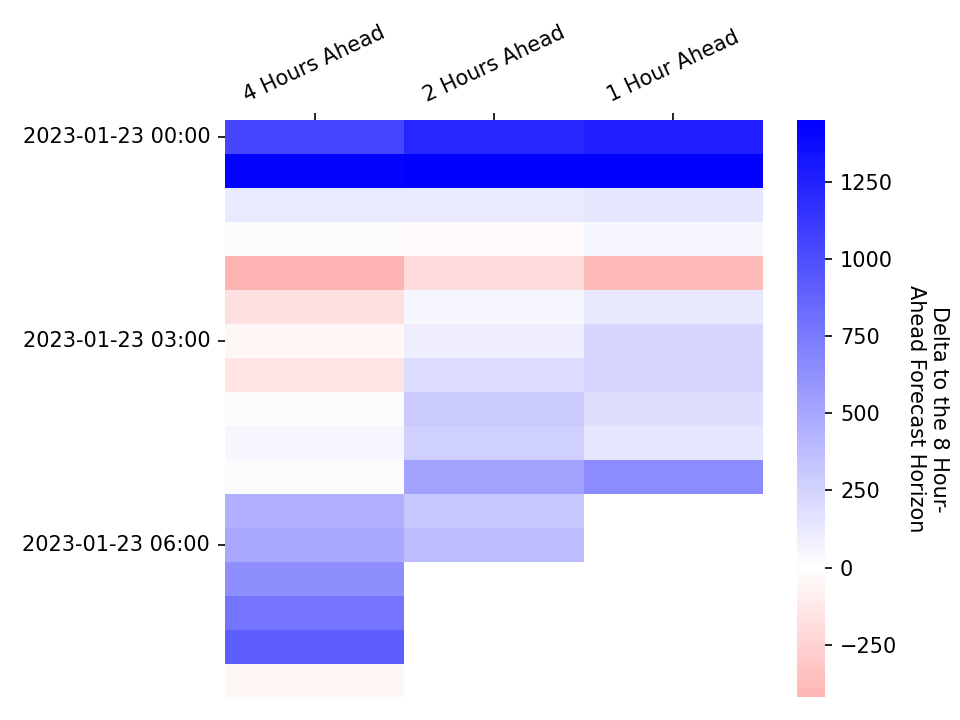 4 Hours Ahead
2 Hours Ahead
1 Hour Ahead
2023-01-23 00:00
2023-01-23 03:00
2023-01-23 06:00
1250
1000
750
500
250
0
−250
Delta to the 8 Hour-
Ahead Forecast Horizon